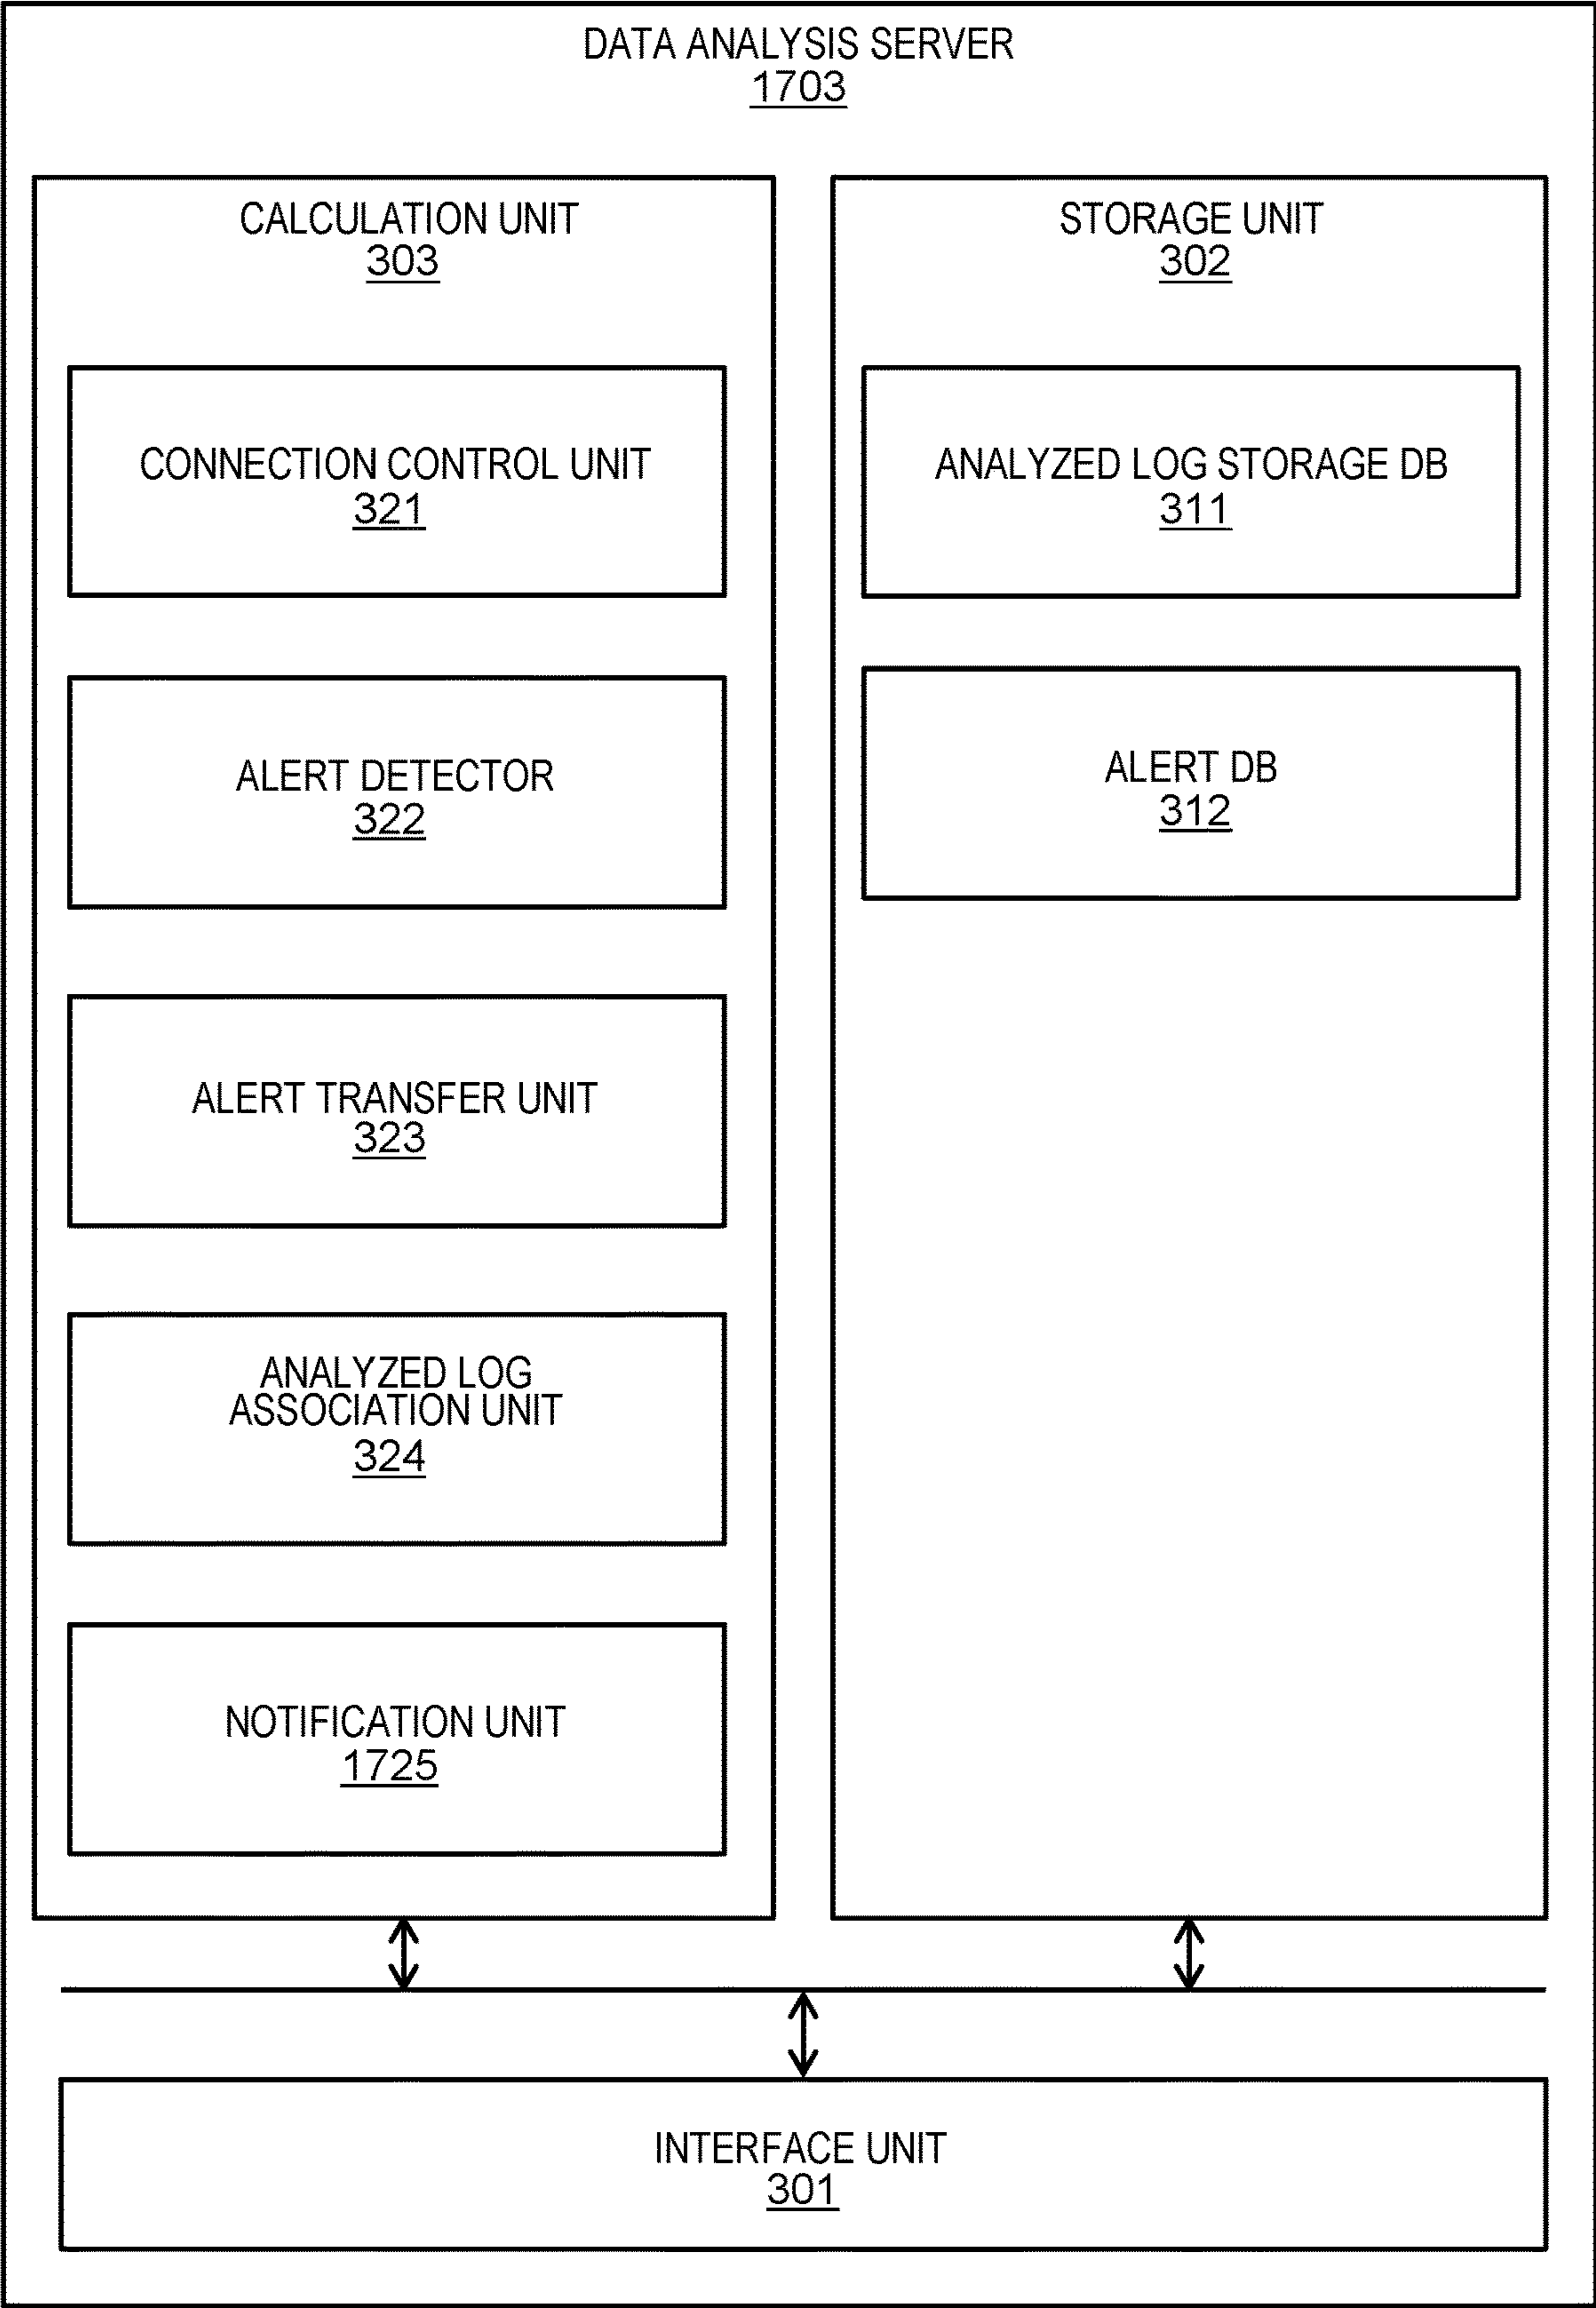 DATA ANALYSIS SERVER
1703
CALCULATION UNIT
303
CONNECTION CONTROL UNIT
321
ALERT DETECTOR
322
ALERT TRANSFER UNIT
323
ANALYZED LOG
ASSOCIATION UNIT
324
NOTIFICATION UNIT
1725
STORAGE UNIT
302
ANALYZED LOG STORAGE DB
311
ALERT DB
312
INTERFACE UNIT
301